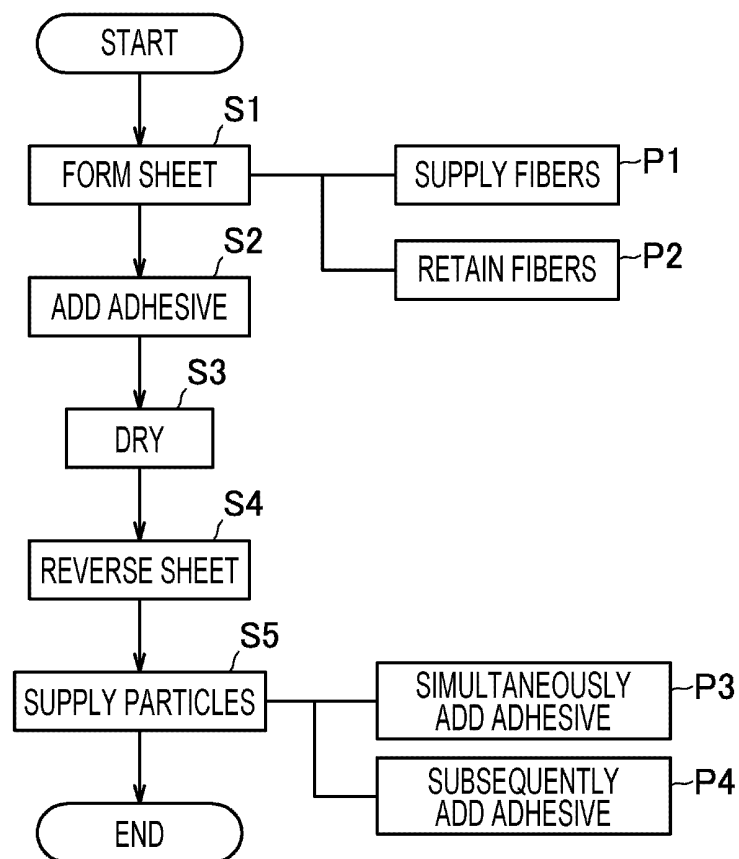 START
S1
FORM SHEET
SUPPLY FIBERS
P1
RETAIN FIBERS
P2
S2
ADD ADHESIVE
S3
DRY
S4
REVERSE SHEET
S5
SUPPLY PARTICLES
SIMULTANEOUSLY
ADD ADHESIVE
P3
SUBSEQUENTLY
ADD ADHESIVE
P4
END